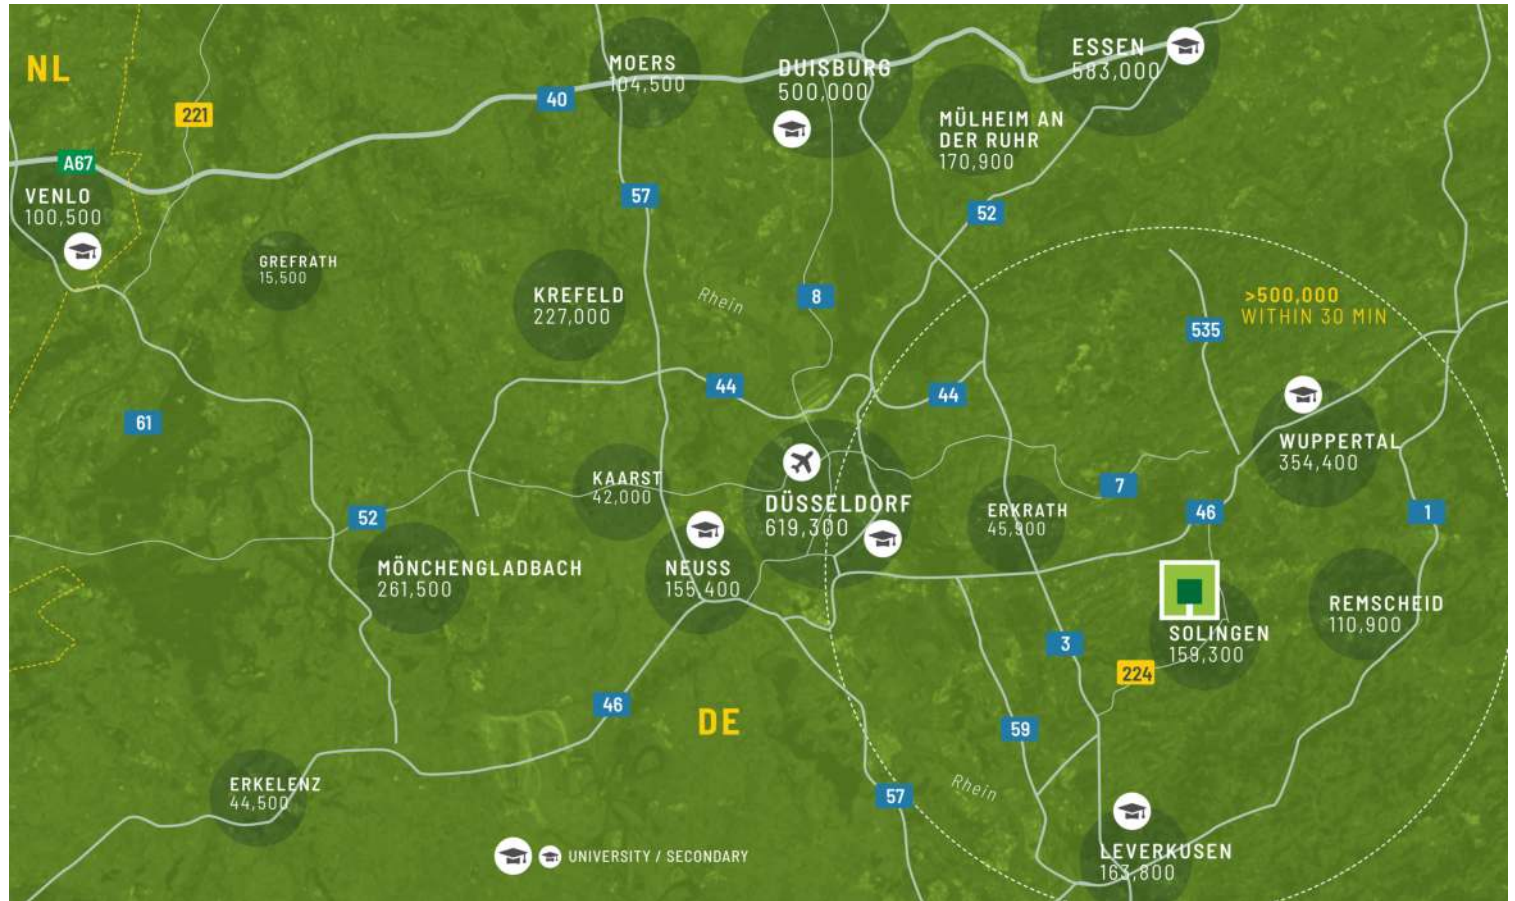 NL
MOERS
104,500
DUISBURG
500,000
ESSEN
583,000
40
221
MÜLHEIM AN
DER RUHR
170,900
A67
VENLO
100,500
57
52
GREFRATH
15,500
KREFELD
227,000
Rhein
8
>500,000
WITHIN 30 MIN
535
44
44
61
WUPPERTAL
354,400
KAARST
42,000
DÜSSELDORF
619,300
7
ERKRATH
45,900
46
1
52
MÖNCHENGLADBACH
261,500
NEUSS
155,400
REMSCHEID
110,900
SOLINGEN
159,300
3
224
46
DE
59
ERKELENZ
44,500
57
Rhein
LEVERKUSEN
163,800
UNIVERSITY / SECONDARY